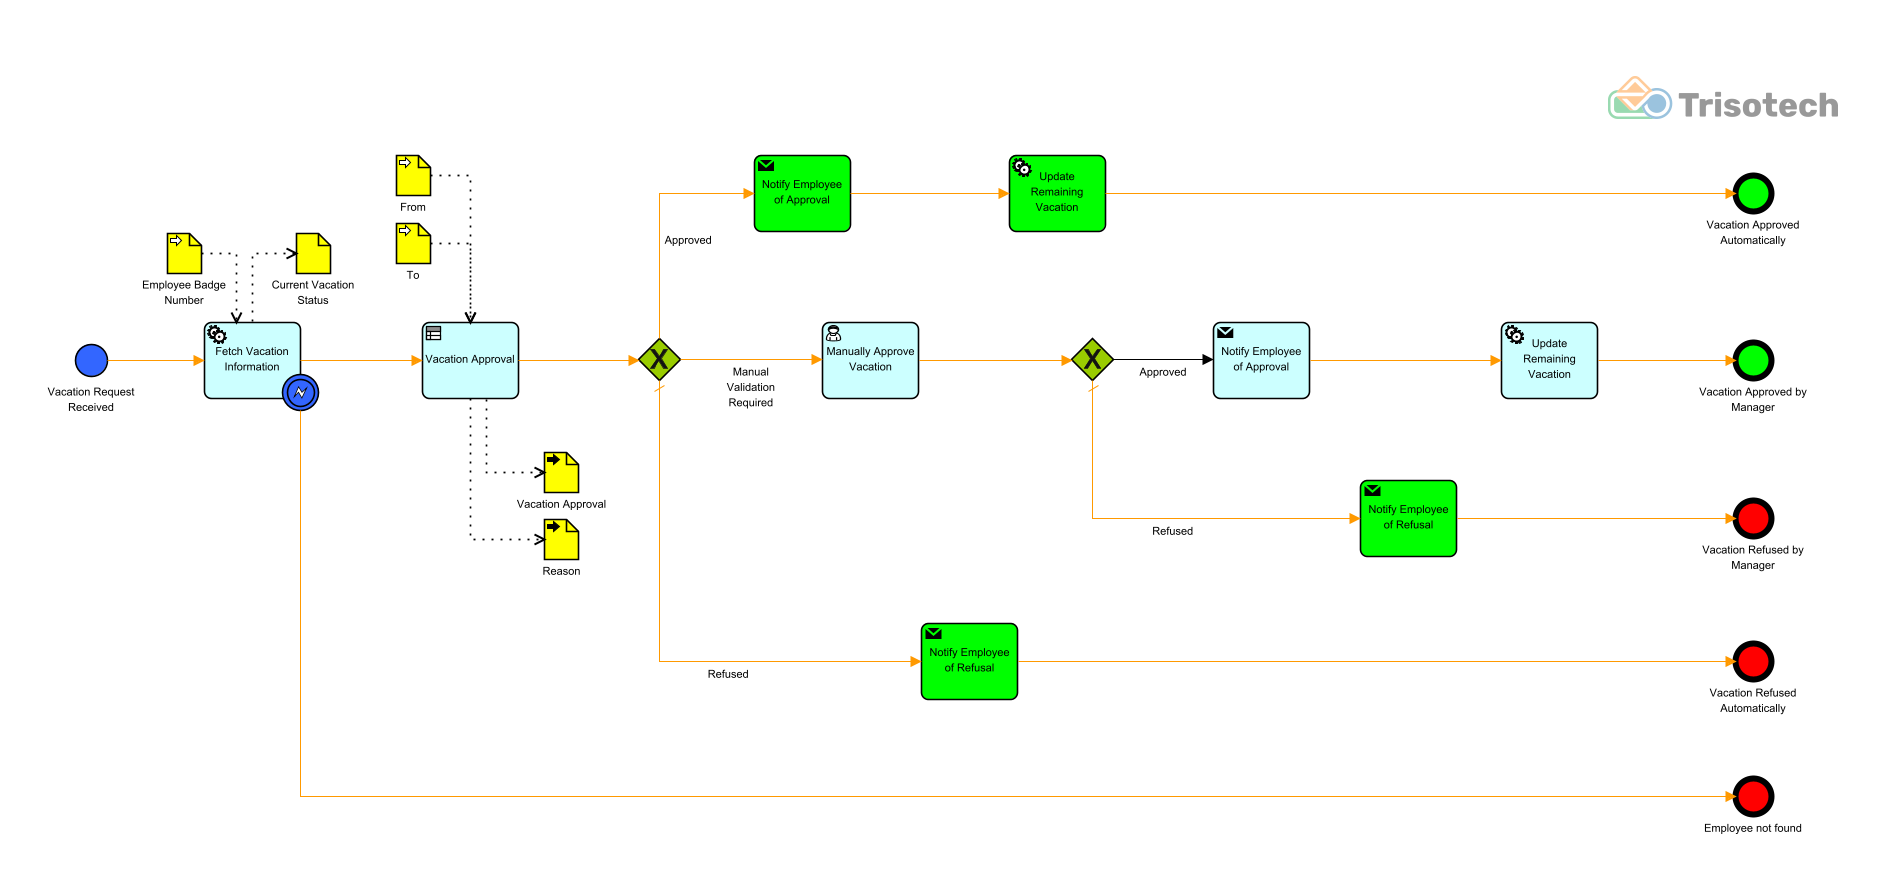 Trisotech
From
To
Employee Badge
Number
Current Vacation
Status
Vacation Request
Received
Fetch Vacation
Information
Vacation Approval
Vacation Approval
Reason
Approved
Notify Employee
of Approval
Update
Remaining
Vacation
Vacation Approved
Automatically
X
Manual
Validation
Required
Manually Approve
Vacation
X
Approved
Notify Employee
of Approval
Update
Remaining
Vacation
Vacation Approved by
Manager
Refused
Notify Employee
of Refusal
Vacation Refused by
Manager
Refused
Notify Employee
of Refusal
Vacation Refused
Automatically
Employee not found